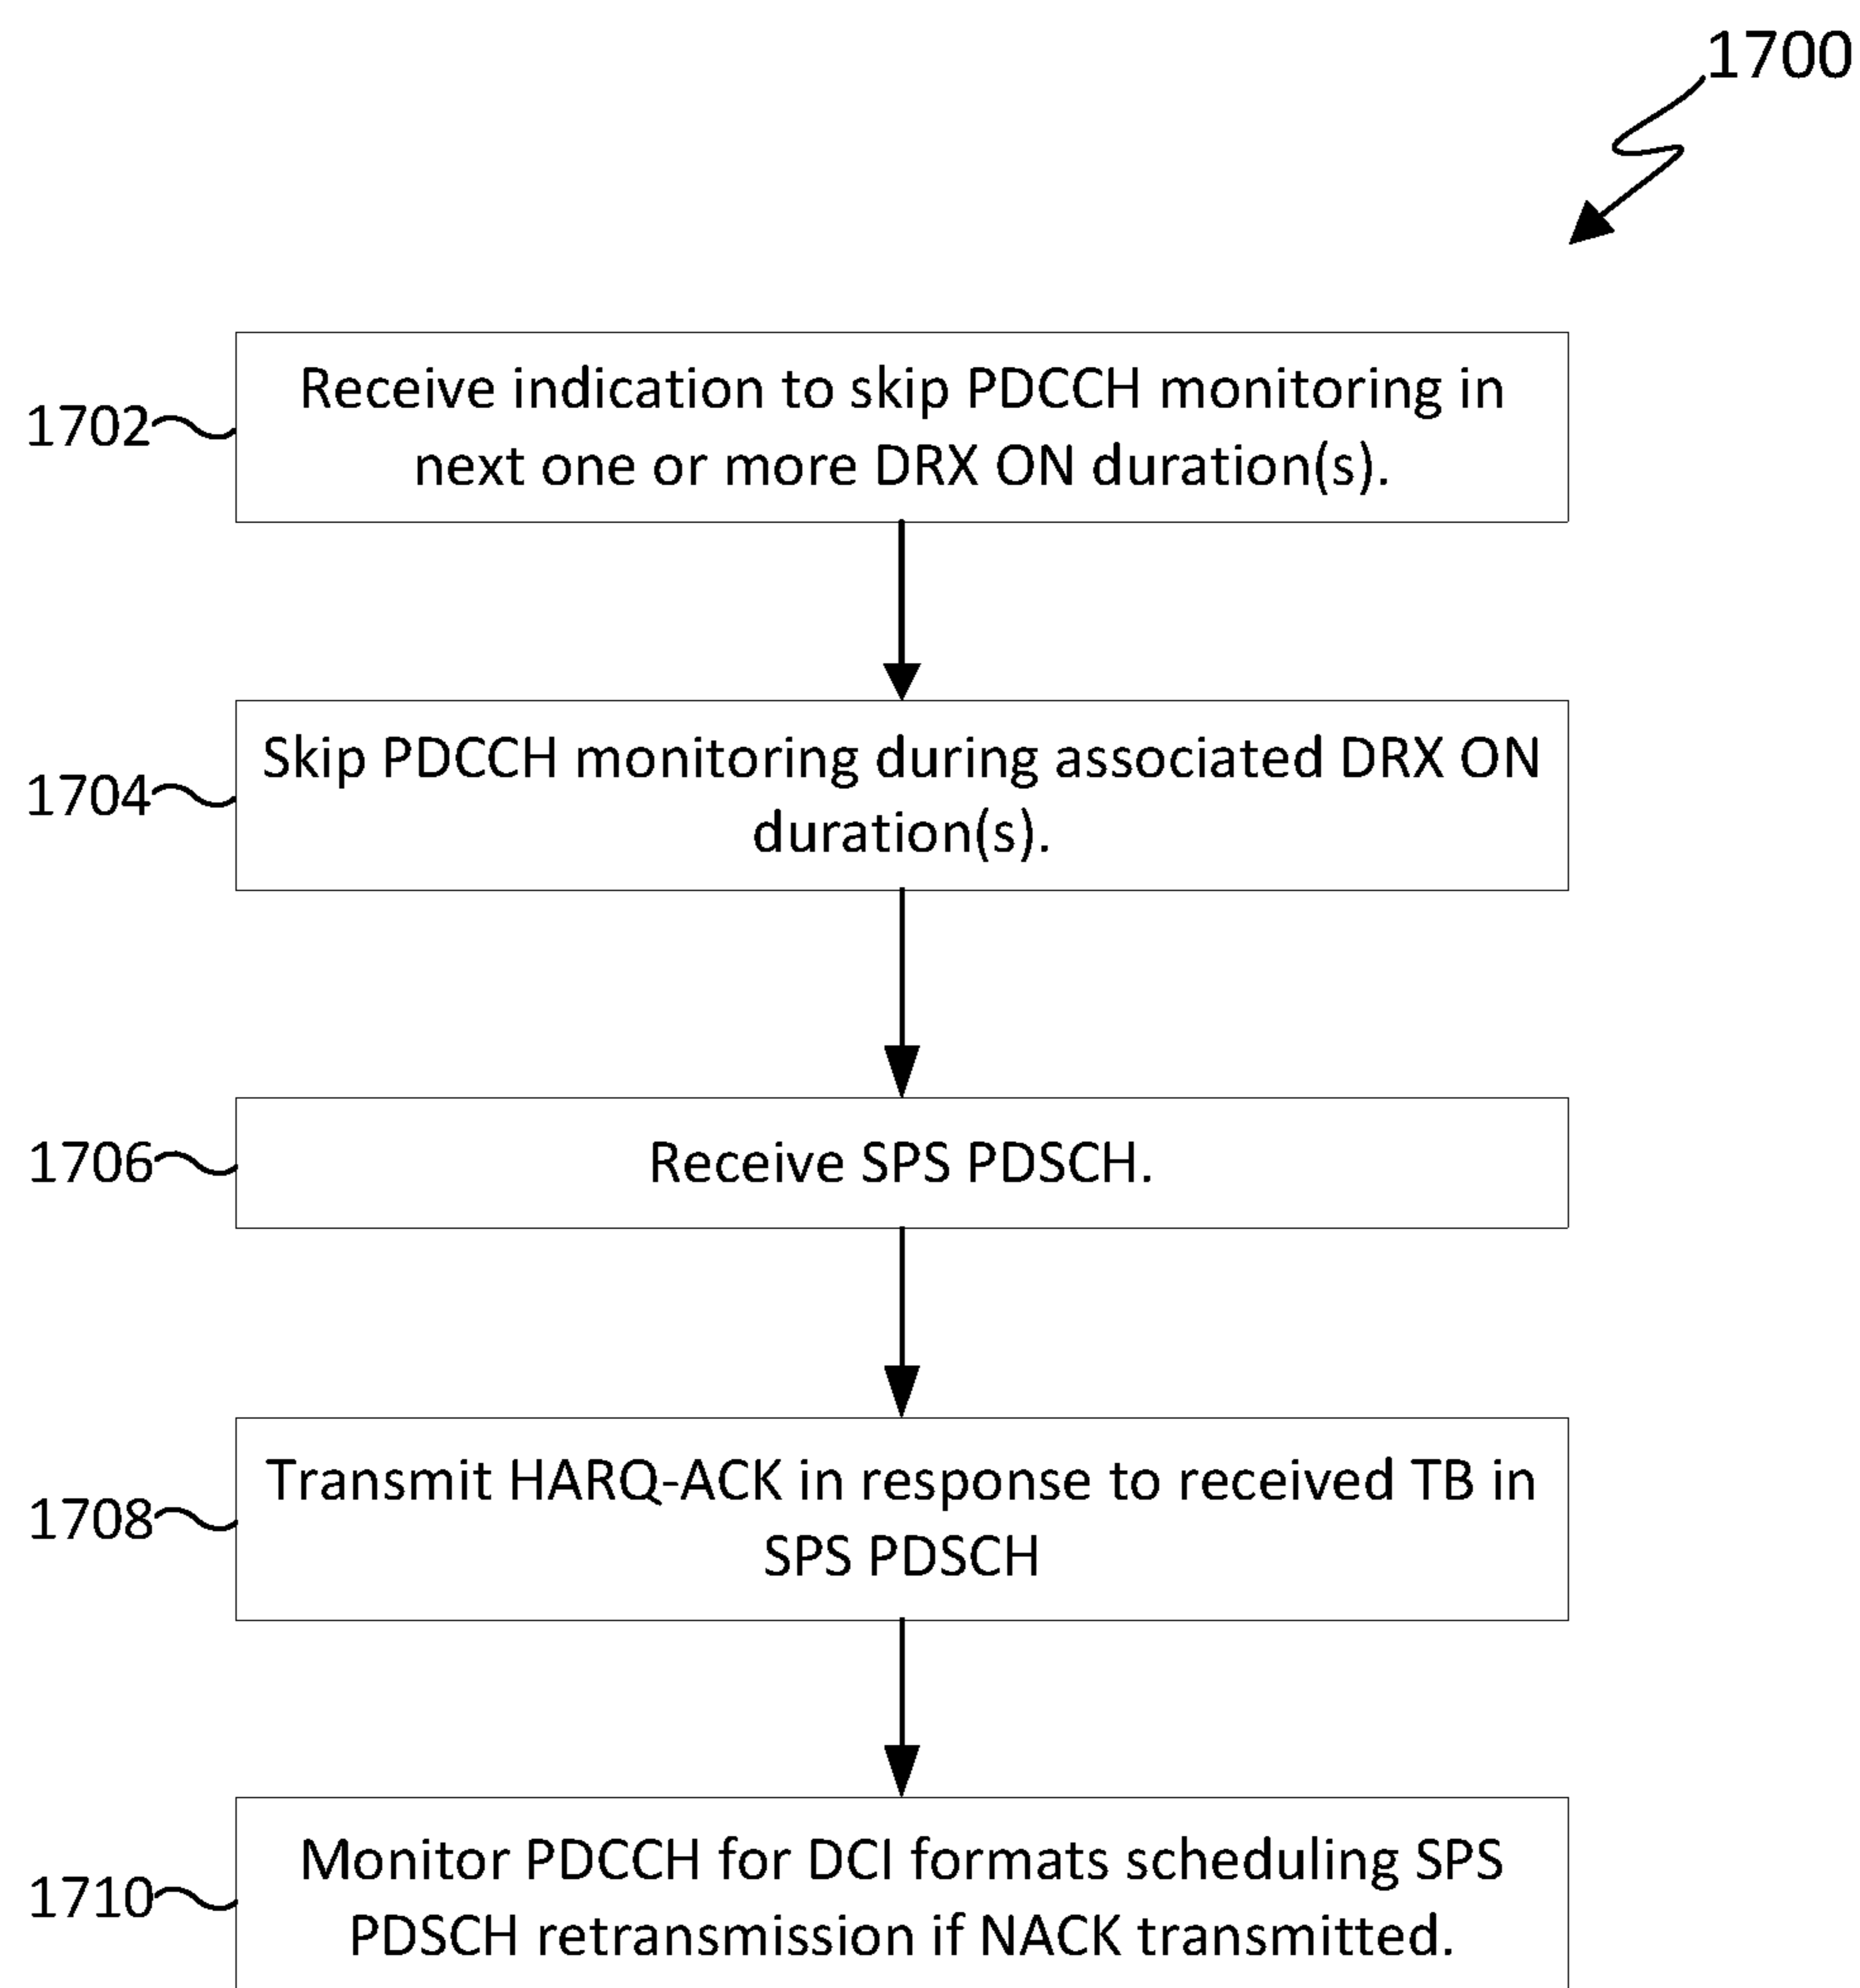 1700
1702
Receive indication to skip PDCCH monitoring in
next one or more DRX ON duration(s).
1704
Skip PDCCH monitoring during associated DRX ON
duration(s).
1706
Receive SPS PDSCH.
1708
Transmit HARQ-ACK in response to received TB in
SPS PDSCH
1710
Monitor PDCCH for DCI formats scheduling SPS
PDSCH retransmission if NACK transmitted.